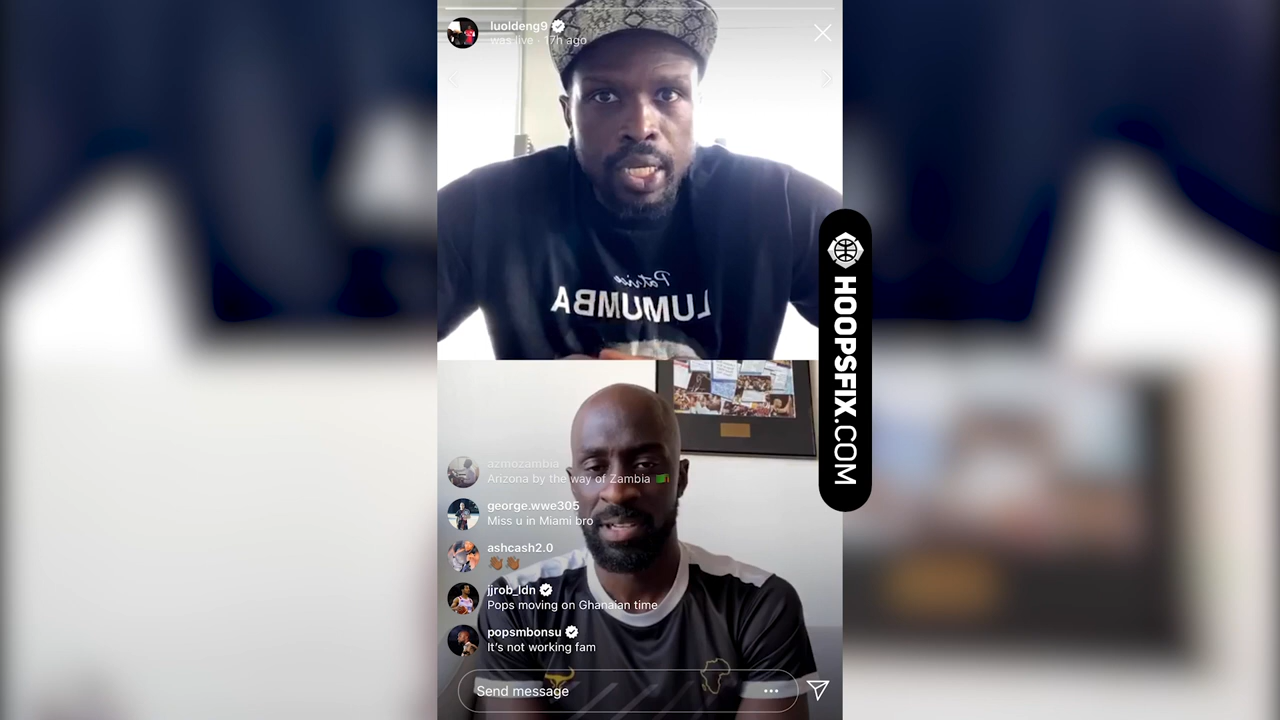 luoldeng9
was live · 17h ago
Patrice
LUMUMBA
HOOPSFIX.COM
azmozambia
Arizona by the way of Zambia 🇿🇲
george.wwe305
Miss u in Miami bro
ashcash2.0
👏🏾👏🏾
jjrob_ldn
Pops moving on Ghanaian time
popsmbonsu
It's not working fam
Send message